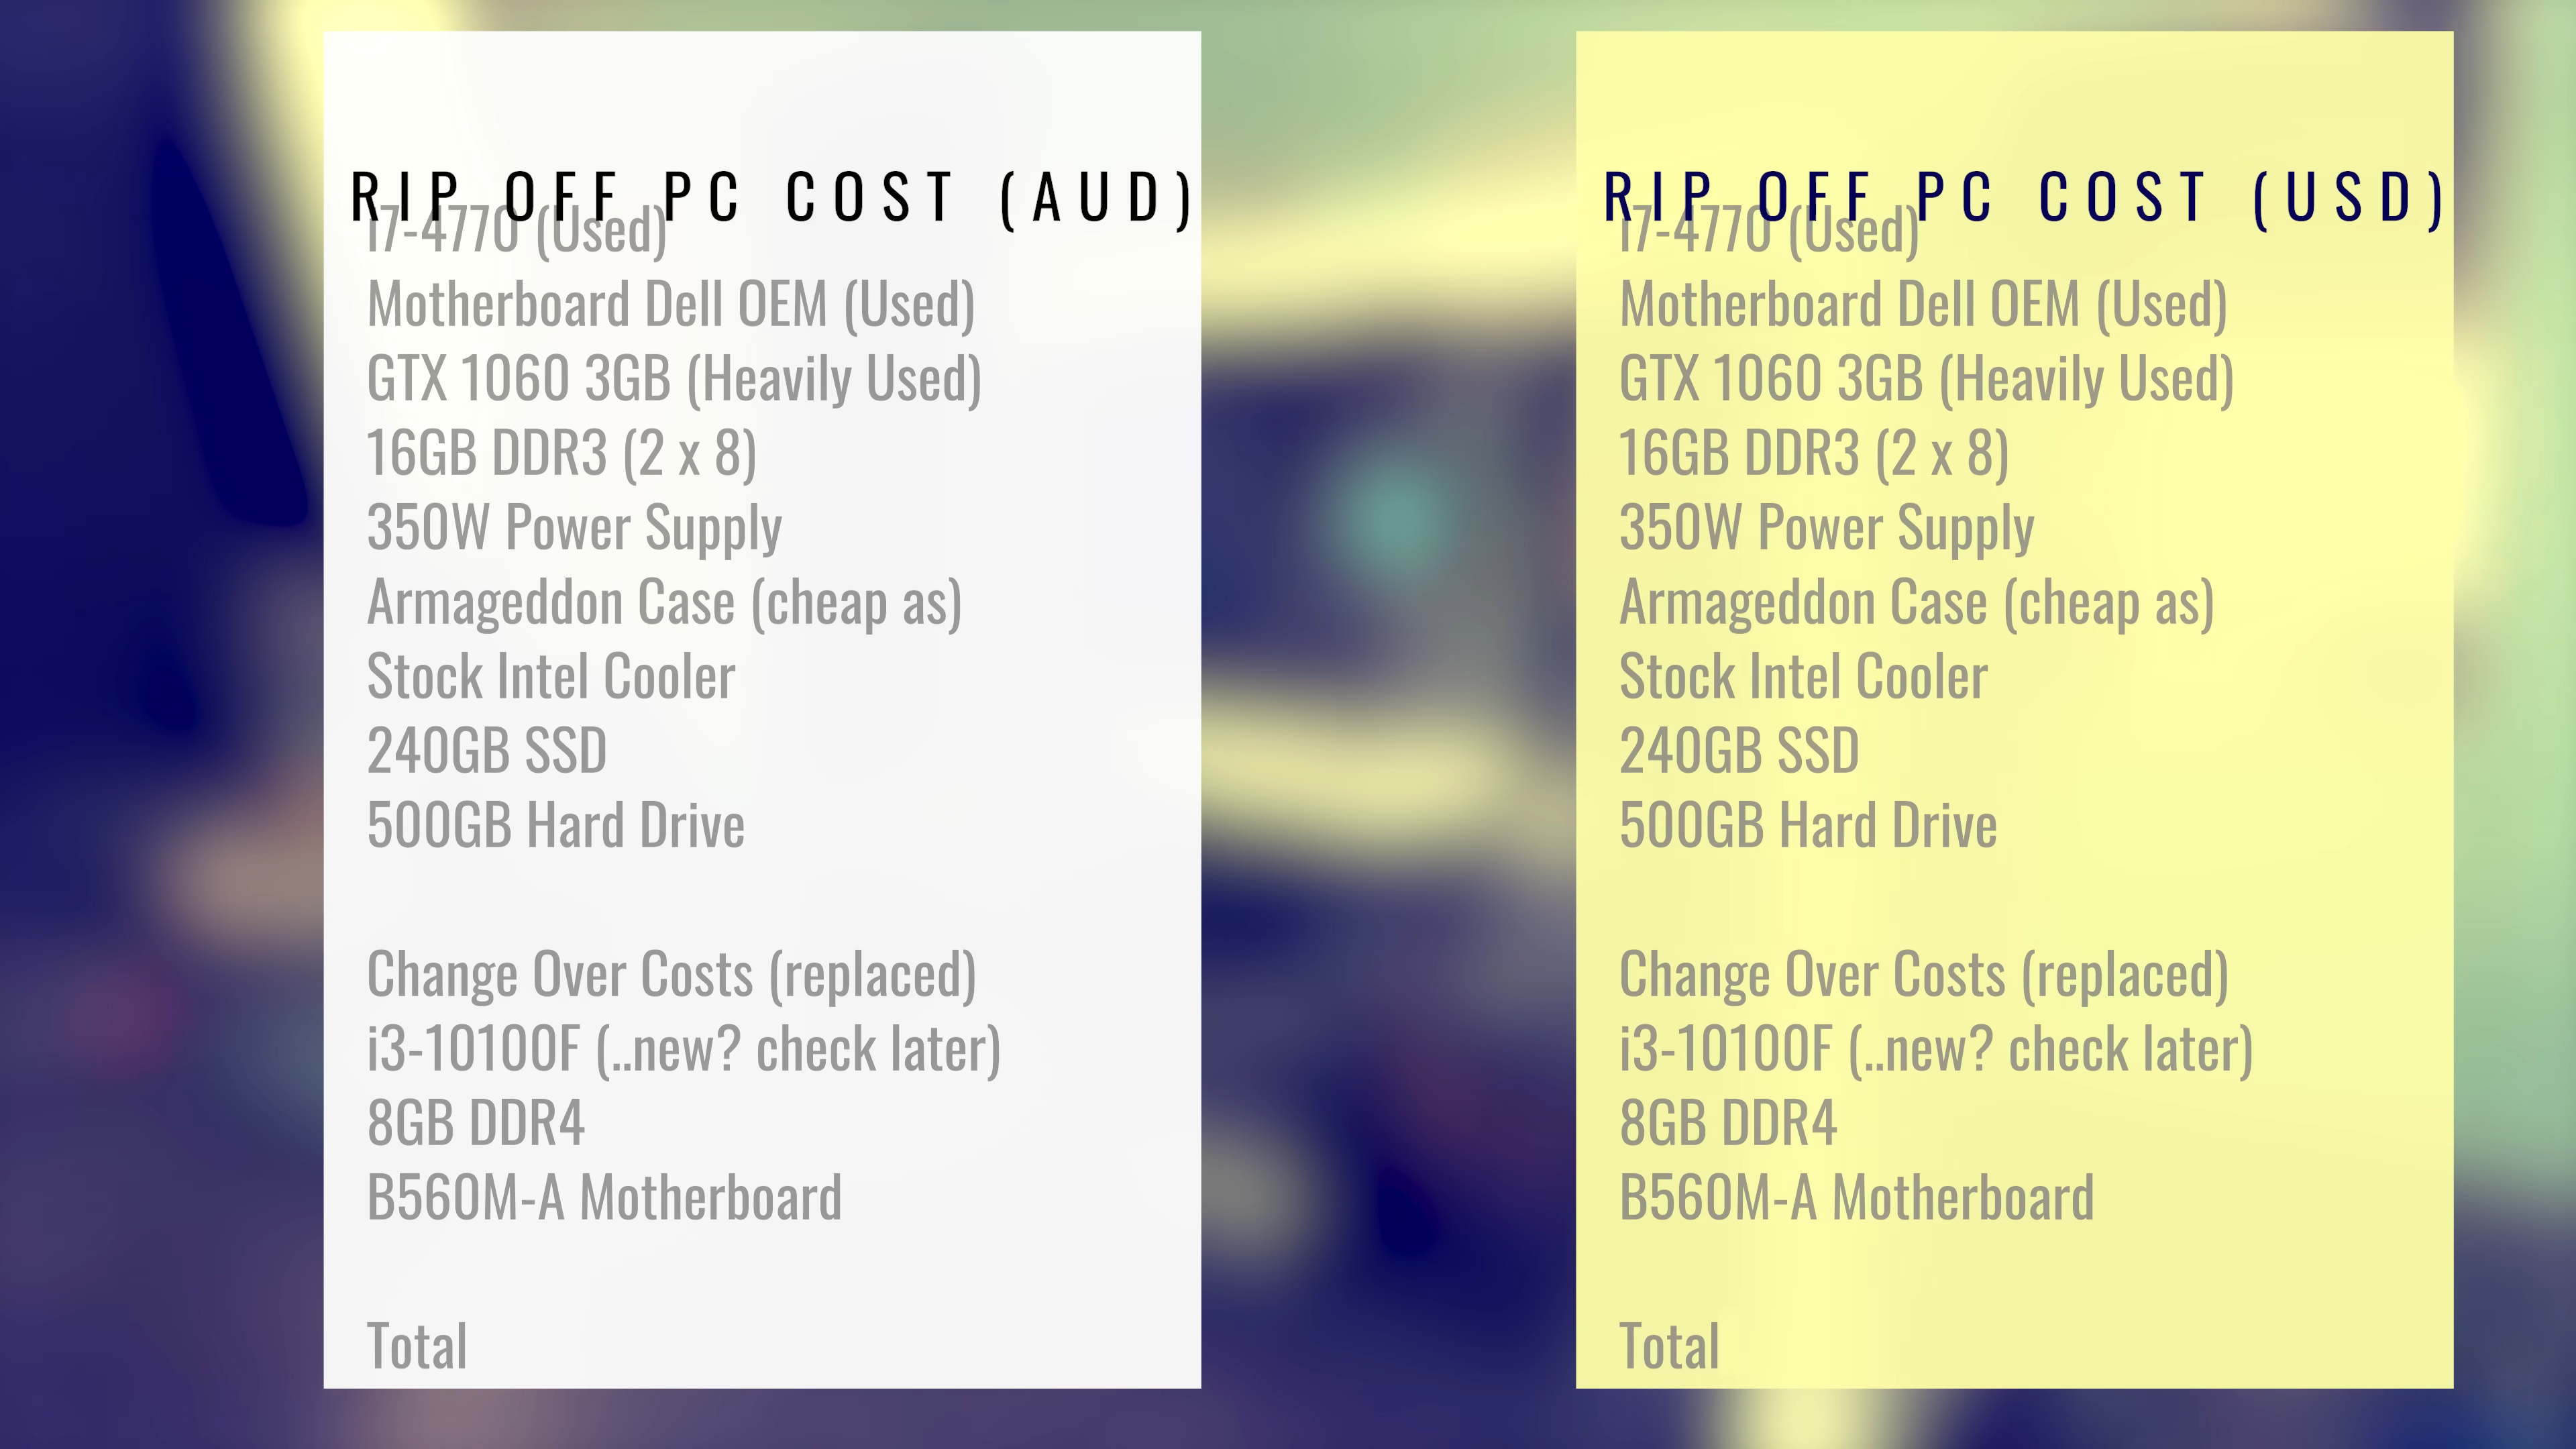 RIP OFF PC COST (AUD)
i7-4770 (Used)
Motherboard Dell OEM (Used)
GTX 1060 3GB (Heavily Used)
16GB DDR3 (2 x 8)
350W Power Supply
Armageddon Case (cheap as)
Stock Intel Cooler
240GB SSD
500GB Hard Drive
Change Over Costs (replaced)
i3-10100F (..new? check later)
8GB DDR4
B560M-A Motherboard
Total
RIP OFF PC COST (USD)
i7-4770 (Used)
Motherboard Dell OEM (Used)
GTX 1060 3GB (Heavily Used)
16GB DDR3 (2 x 8)
350W Power Supply
Armageddon Case (cheap as)
Stock Intel Cooler
240GB SSD
500GB Hard Drive
Change Over Costs (replaced)
i3-10100F (..new? check later)
8GB DDR4
B560M-A Motherboard
Total